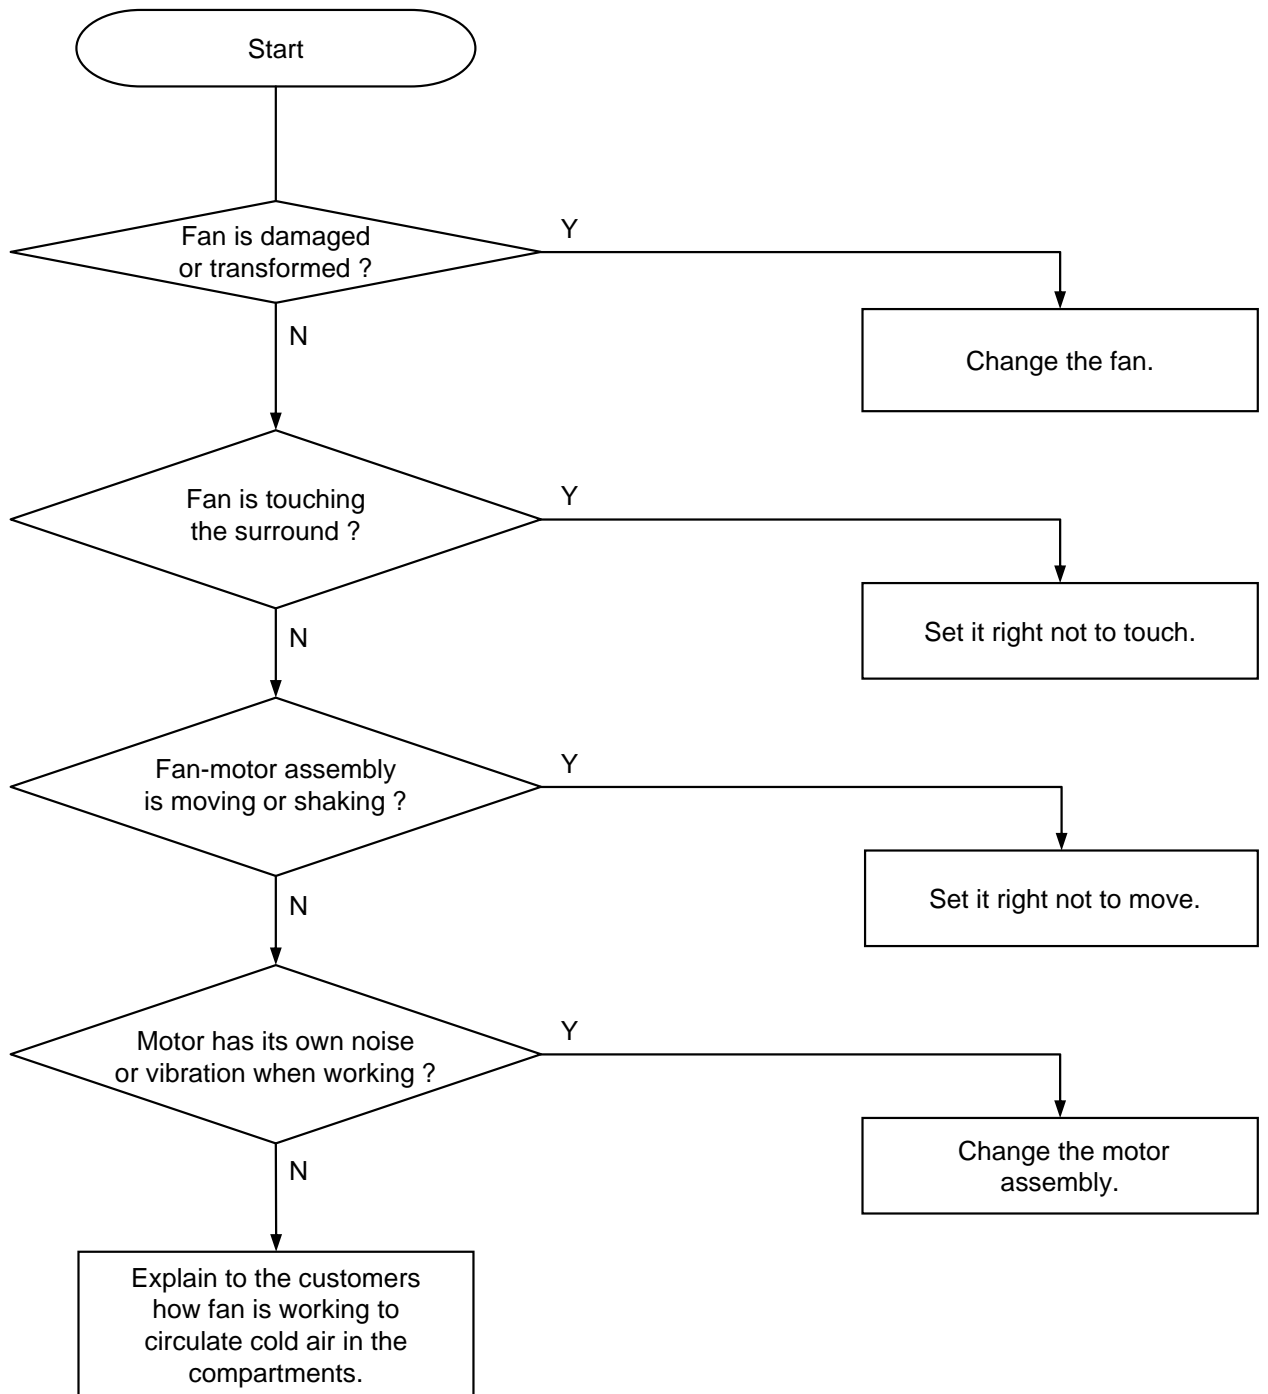 Start
Fan is damaged
or transformed ?
Y
N
Change the fan.
Fan is touching
the surround ?
Y
N
Set it right not to touch.
Fan-motor assembly
is moving or shaking ?
Y
N
Set it right not to move.
Motor has its own noise
or vibration when working ?
Y
N
Change the motor
assembly.
Explain to the customers
how fan is working to
circulate cold air in the
compartments.